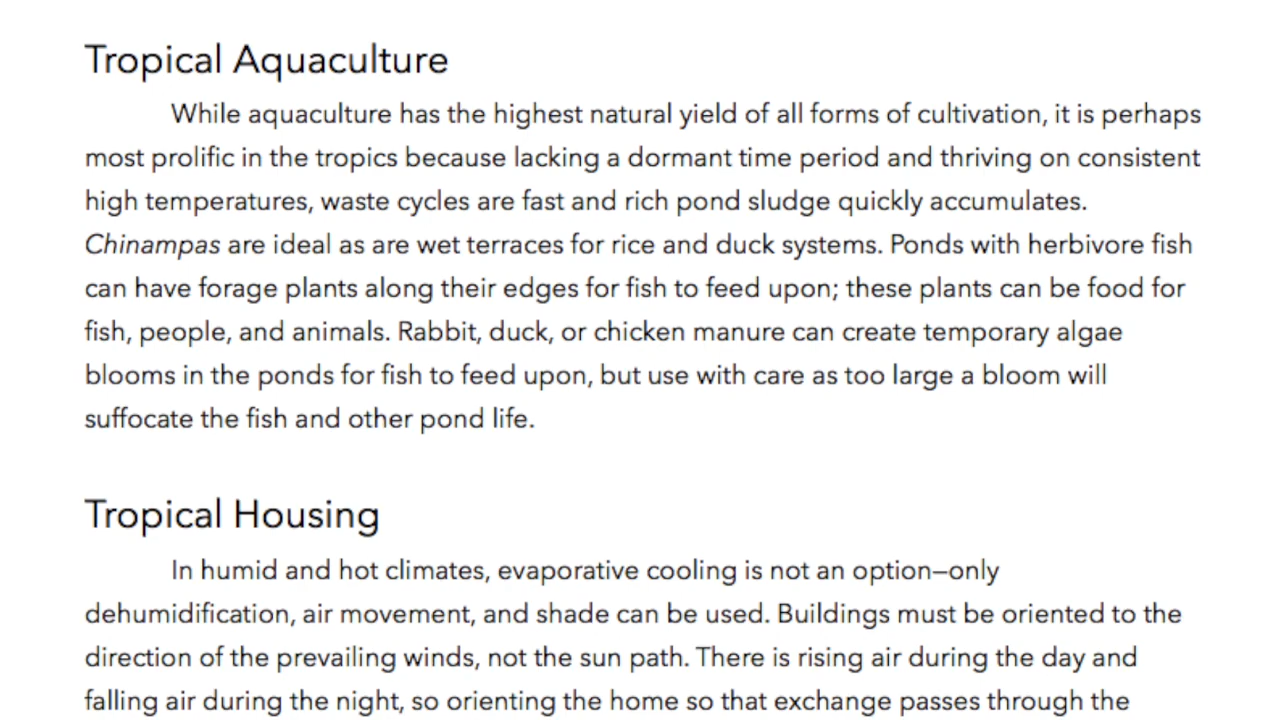 Tropical Aquaculture
While aquaculture has the highest natural yield of all forms of cultivation, it is perhaps
most prolific in the tropics because lacking a dormant time period and thriving on consistent
high temperatures, waste cycles are fast and rich pond sludge quickly accumulates.
Chinampas are ideal as are wet terraces for rice and duck systems. Ponds with herbivore fish
can have forage plants along their edges for fish to feed upon; these plants can be food for
fish, people, and animals. Rabbit, duck, or chicken manure can create temporary algae
blooms in the ponds for fish to feed upon, but use with care as too large a bloom will
suffocate the fish and other pond life.
Tropical Housing
In humid and hot climates, evaporative cooling is not an option—only
dehumidification, air movement, and shade can be used. Buildings must be oriented to the
direction of the prevailing winds, not the sun path. There is rising air during the day and
falling air during the night, so orienting the home so that exchange passes through the